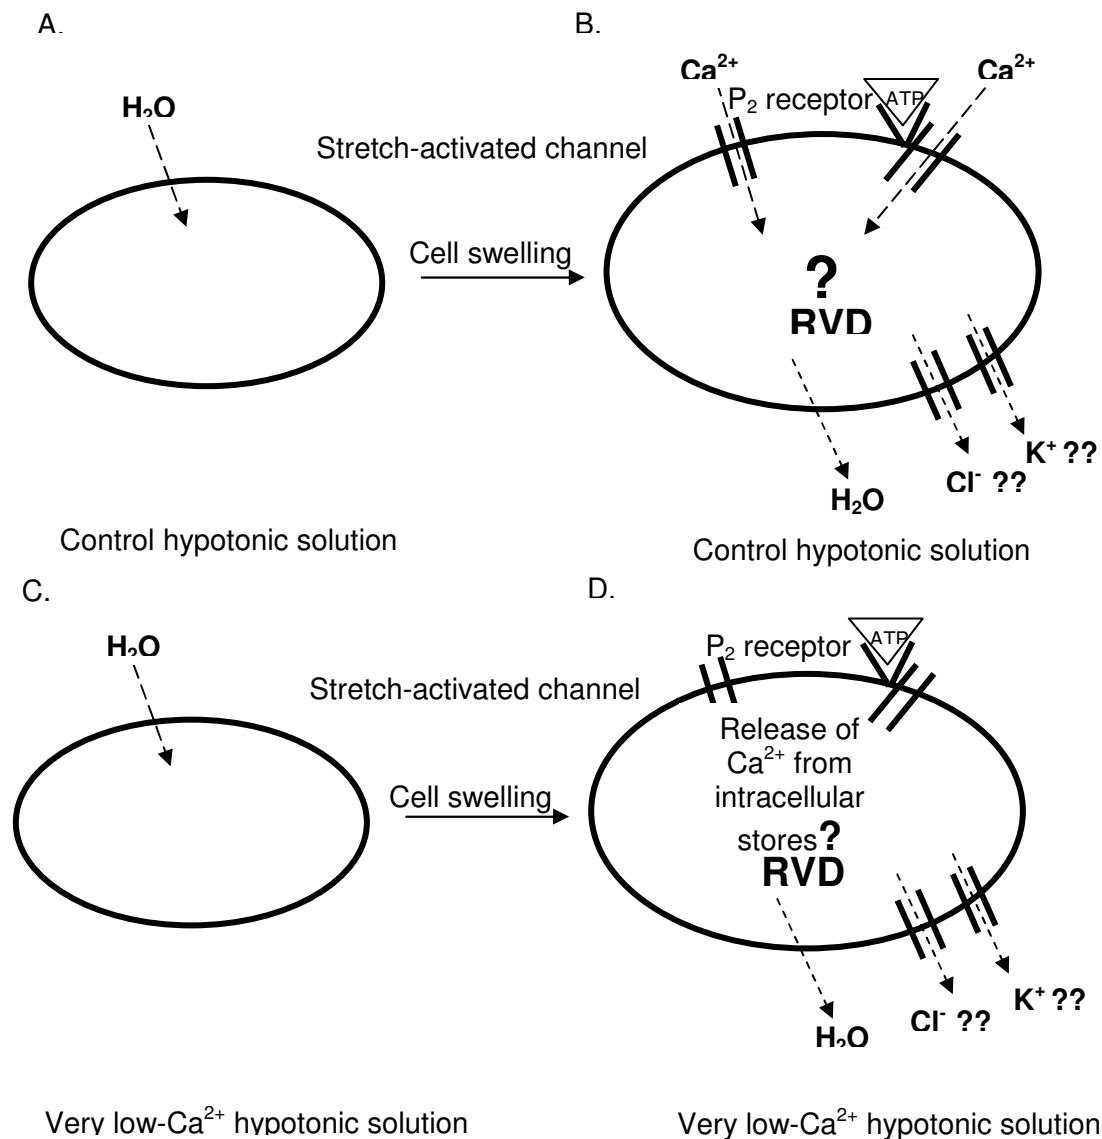 A.
B.
Ca²⁺
Ca²⁺
P₂ receptor
ATP
H₂O
Stretch-activated channel
Cell swelling
?
RVD
K⁺ ??
Cl⁻ ??
H₂O
Control hypotonic solution
Control hypotonic solution
C.
D.
H₂O
P₂ receptor
ATP
Stretch-activated channel
Release of
Ca²⁺ from
intracellular
stores?
Cell swelling
RVD
K⁺ ??
Cl⁻ ??
H₂O
Very low-Ca²⁺ hypotonic solution
Very low-Ca²⁺ hypotonic solution